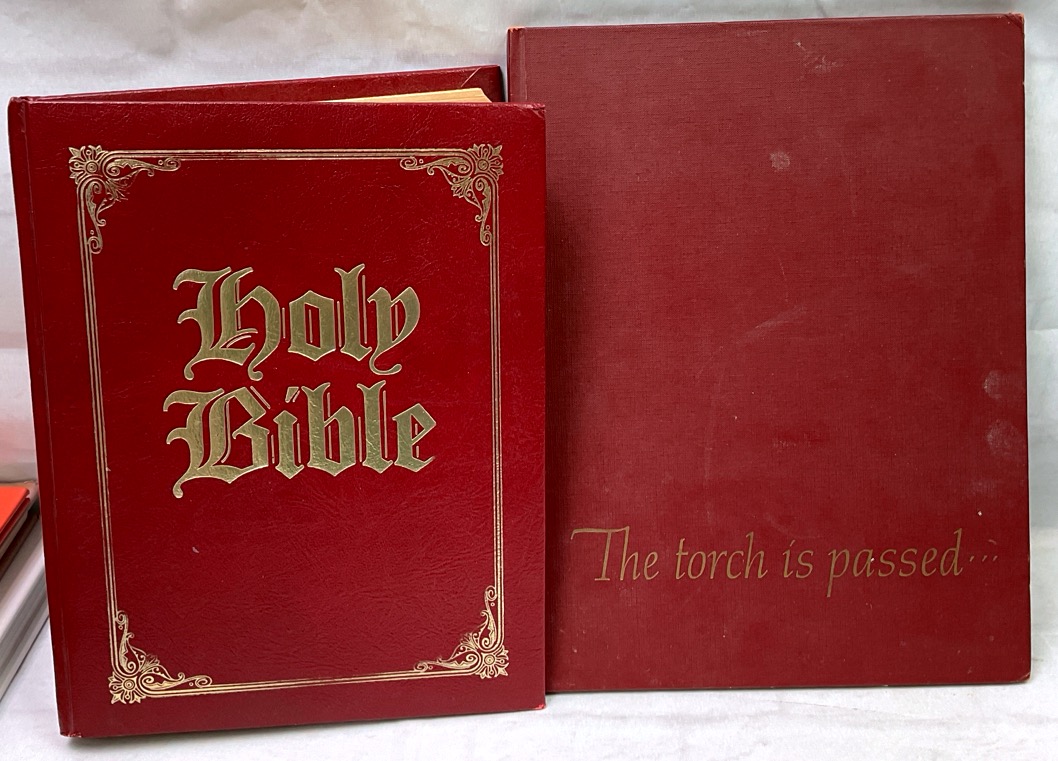 Holy
Bible
The torch is passed...